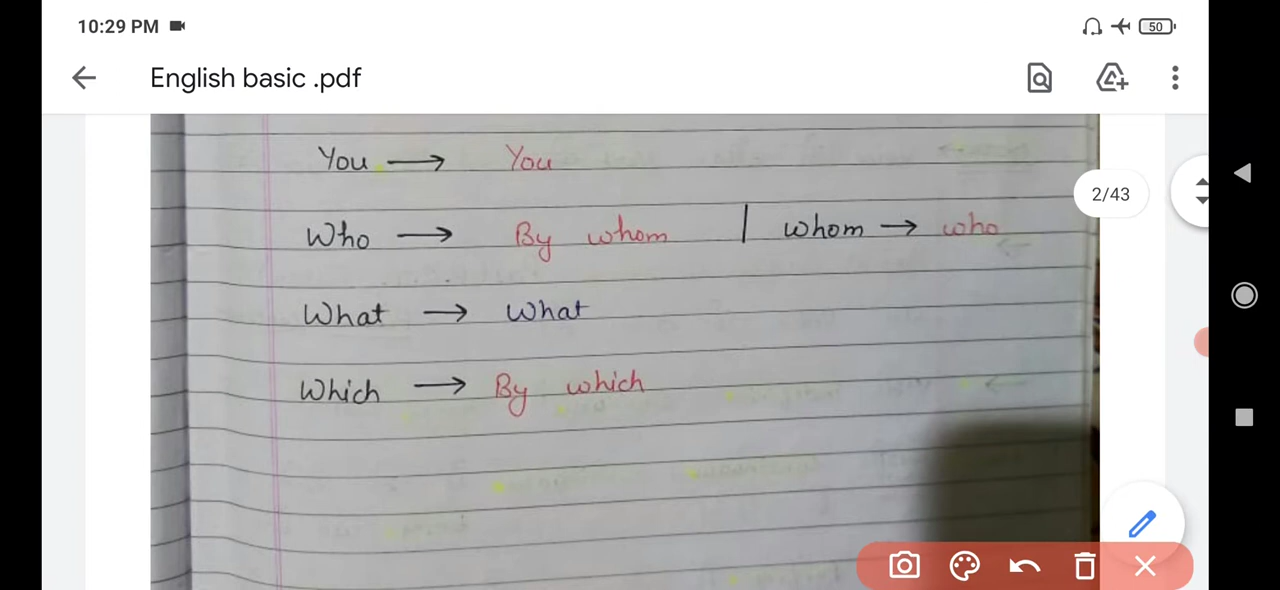 10:29 PM 50
English basic .pdf
You → You
2/43
Who → By whom | whom → who
What → What
Which → By which